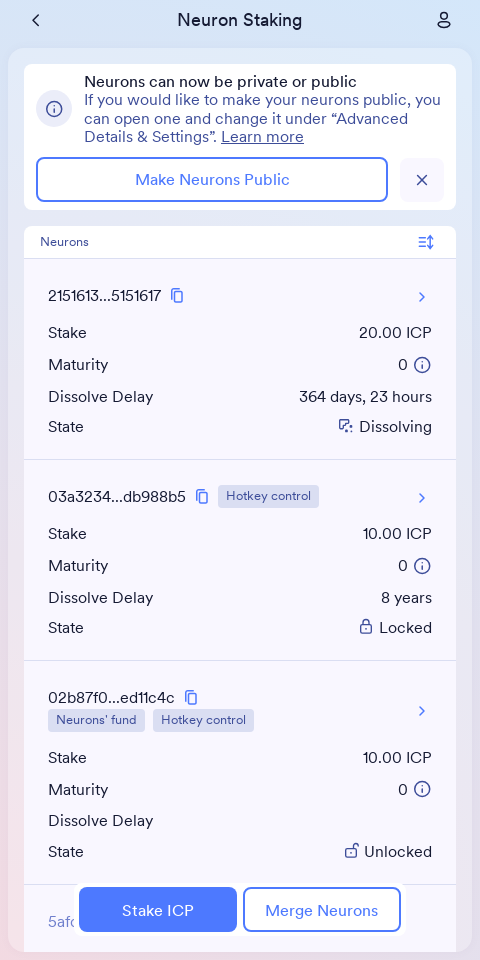 Neuron Staking
Neurons can now be private or public
If you would like to make your neurons public, you
can open one and change it under “Advanced
Details & Settings”. Learn more
Make Neurons Public
Neurons
2151613...5151617
Stake 20.00 ICP
Maturity 0
Dissolve Delay 364 days, 23 hours
State Dissolving
03a3234...db988b5 Hotkey control
Stake 10.00 ICP
Maturity 0
Dissolve Delay 8 years
State Locked
02b87f0...ed11c4c
Neurons' fund Hotkey control
Stake 10.00 ICP
Maturity 0
Dissolve Delay
State Unlocked
Stake ICP Merge Neurons